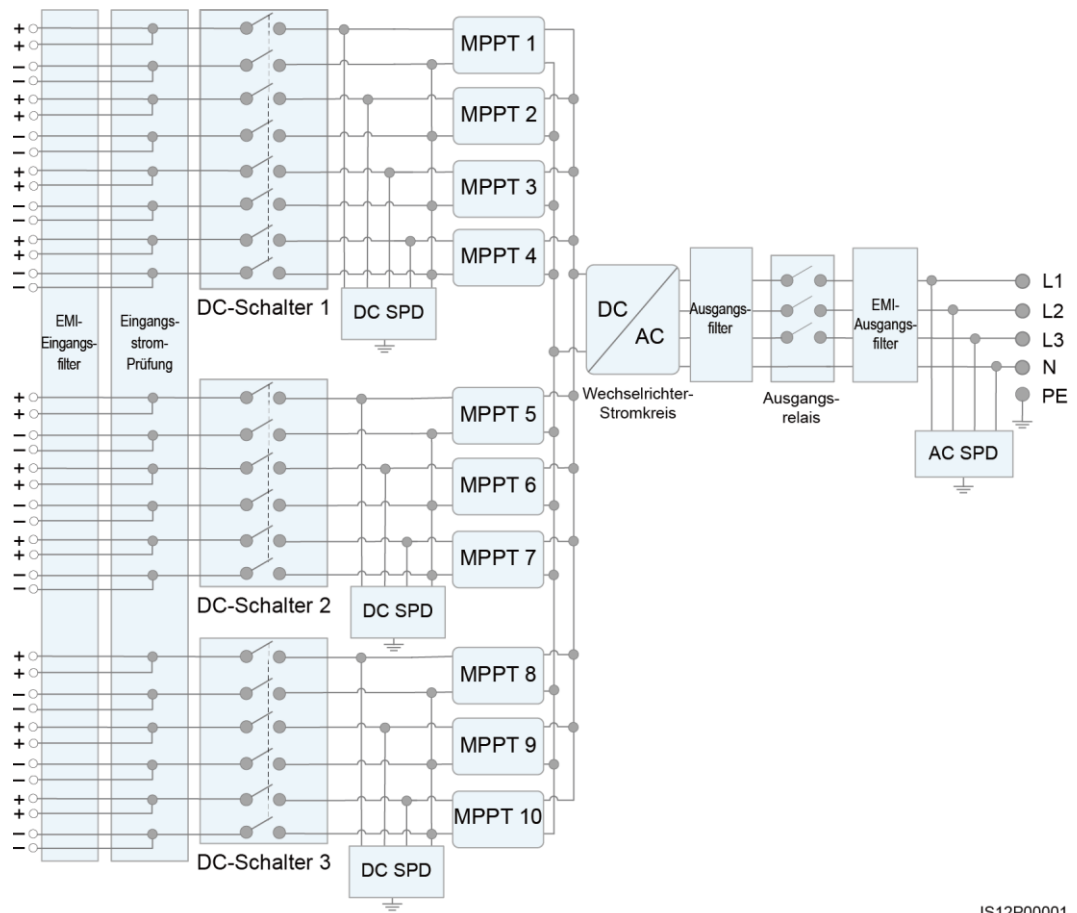 MPPT 1
MPPT 2
MPPT 3
MPPT 4
DC-Schalter 1
DC SPD
EMI-
Eingangs-
filter
Eingangs-
strom-
Prüfung
DC
AC
Wechselrichter-
Stromkreis
Ausgangs-
filter
Ausgangs-
relais
EMI-
Ausgangs-
filter
L1
L2
L3
N
PE
AC SPD
MPPT 5
MPPT 6
MPPT 7
DC-Schalter 2
DC SPD
MPPT 8
MPPT 9
MPPT 10
DC-Schalter 3
DC SPD
IS12P00001